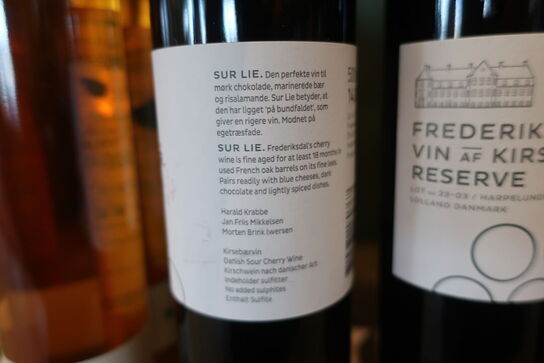 SUR LIE. Den perfekte vin til
mørk chokolade, marinerede bær
og risalamande. Sur Lie betyder, at
den har ligget 'på bundfaldet', som
giver en rigere vin. Modnet på
egetræsfade.
SUR LIE. Frederiksdal's cherry
wine is fine aged for at least 18 months in
used French oak barrels on its fine lees.
Pairs readily with blue cheeses, dark
chocolate and lightly spiced dishes.
Harald Krabbe
Jan Friis Mikkelsen
Morten Brink Iwersen
Kirsebærvin
Danish Sour Cherry Wine
Kirschwein nach dänischer Art
Indeholder sulfitter
No added sulphites
Enthält Sulfite
FREDERIK
VIN AF KIRS
RESERVE
LOT — 22-03 / HARPELUND
LOLLAND DANMARK